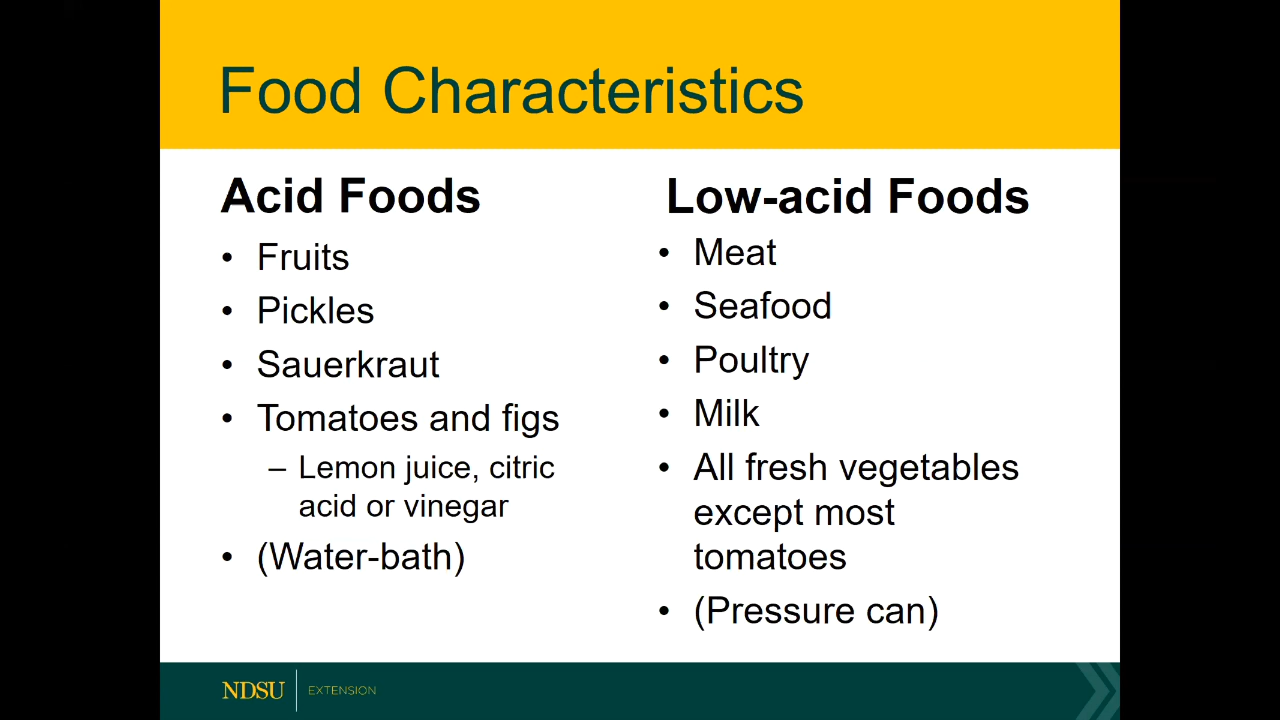 Food Characteristics
Acid Foods
• Fruits
• Pickles
• Sauerkraut
• Tomatoes and figs
– Lemon juice, citric
acid or vinegar
• (Water-bath)
Low-acid Foods
• Meat
• Seafood
• Poultry
• Milk
• All fresh vegetables
except most
tomatoes
• (Pressure can)
NDSU EXTENSION